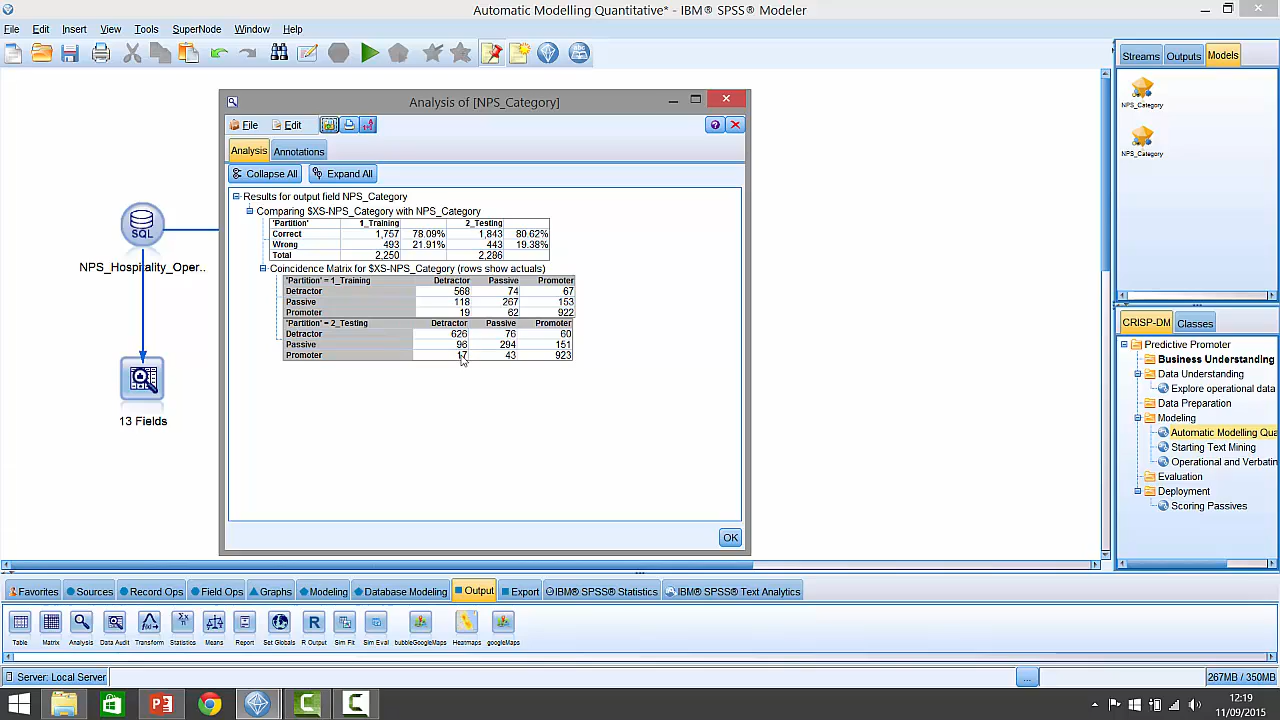 Automatic Modelling Quantitative* - IBM® SPSS® Modeler
File Edit Insert View Tools SuperNode Window Help
Streams Outputs Models
NPS_Category
NPS_Category
Analysis of [NPS_Category]
File Edit
Analysis Annotations
Collapse All Expand All
Results for output field NPS_Category
Comparing $XS-NPS_Category with NPS_Category
'Partition' 1_Training 2_Testing
Correct 1,757 78.09% 1,843 80.62%
Wrong 493 21.91% 443 19.38%
Total 2,250 2,286
Coincidence Matrix for $XS-NPS_Category (rows show actuals)
'Partition' = 1_Training Detractor Passive Promoter
Detractor 568 74 67
Passive 118 267 153
Promoter 19 62 922
'Partition' = 2_Testing Detractor Passive Promoter
Detractor 626 76 60
Passive 96 294 151
Promoter 17 43 923
OK
SQL
NPS_Hospitality_Oper..
13 Fields
CRISP-DM Classes
Predictive Promoter
Business Understanding
Data Understanding
Explore operational data
Data Preparation
Modeling
Automatic Modelling Qua
Starting Text Mining
Operational and Verbatin
Evaluation
Deployment
Scoring Passives
Favorites Sources Record Ops Field Ops Graphs Modeling Database Modeling Output Export IBM® SPSS® Statistics IBM® SPSS® Text Analytics
Table Matrix Analysis Data Audit Transform Statistics Means Report Set Globals R Output Sim Fit Sim Eval bubbleGoogleMaps Heatmaps googleMaps
Server: Local Server ... 267MB / 350MB
12:19
11/09/2015